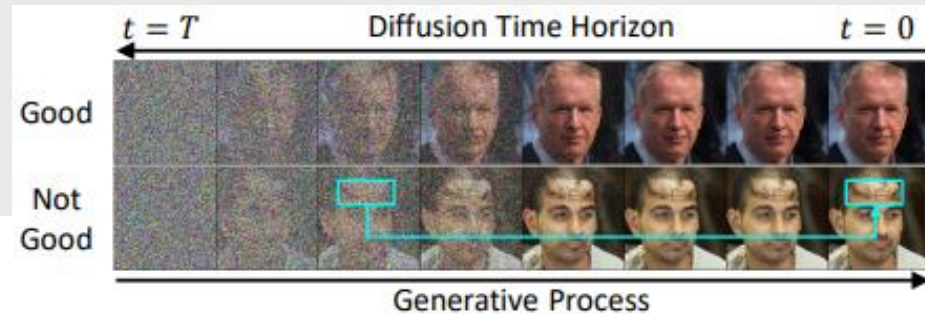 t = T Diffusion Time Horizon t = 0
Good
Not
Good
Generative Process